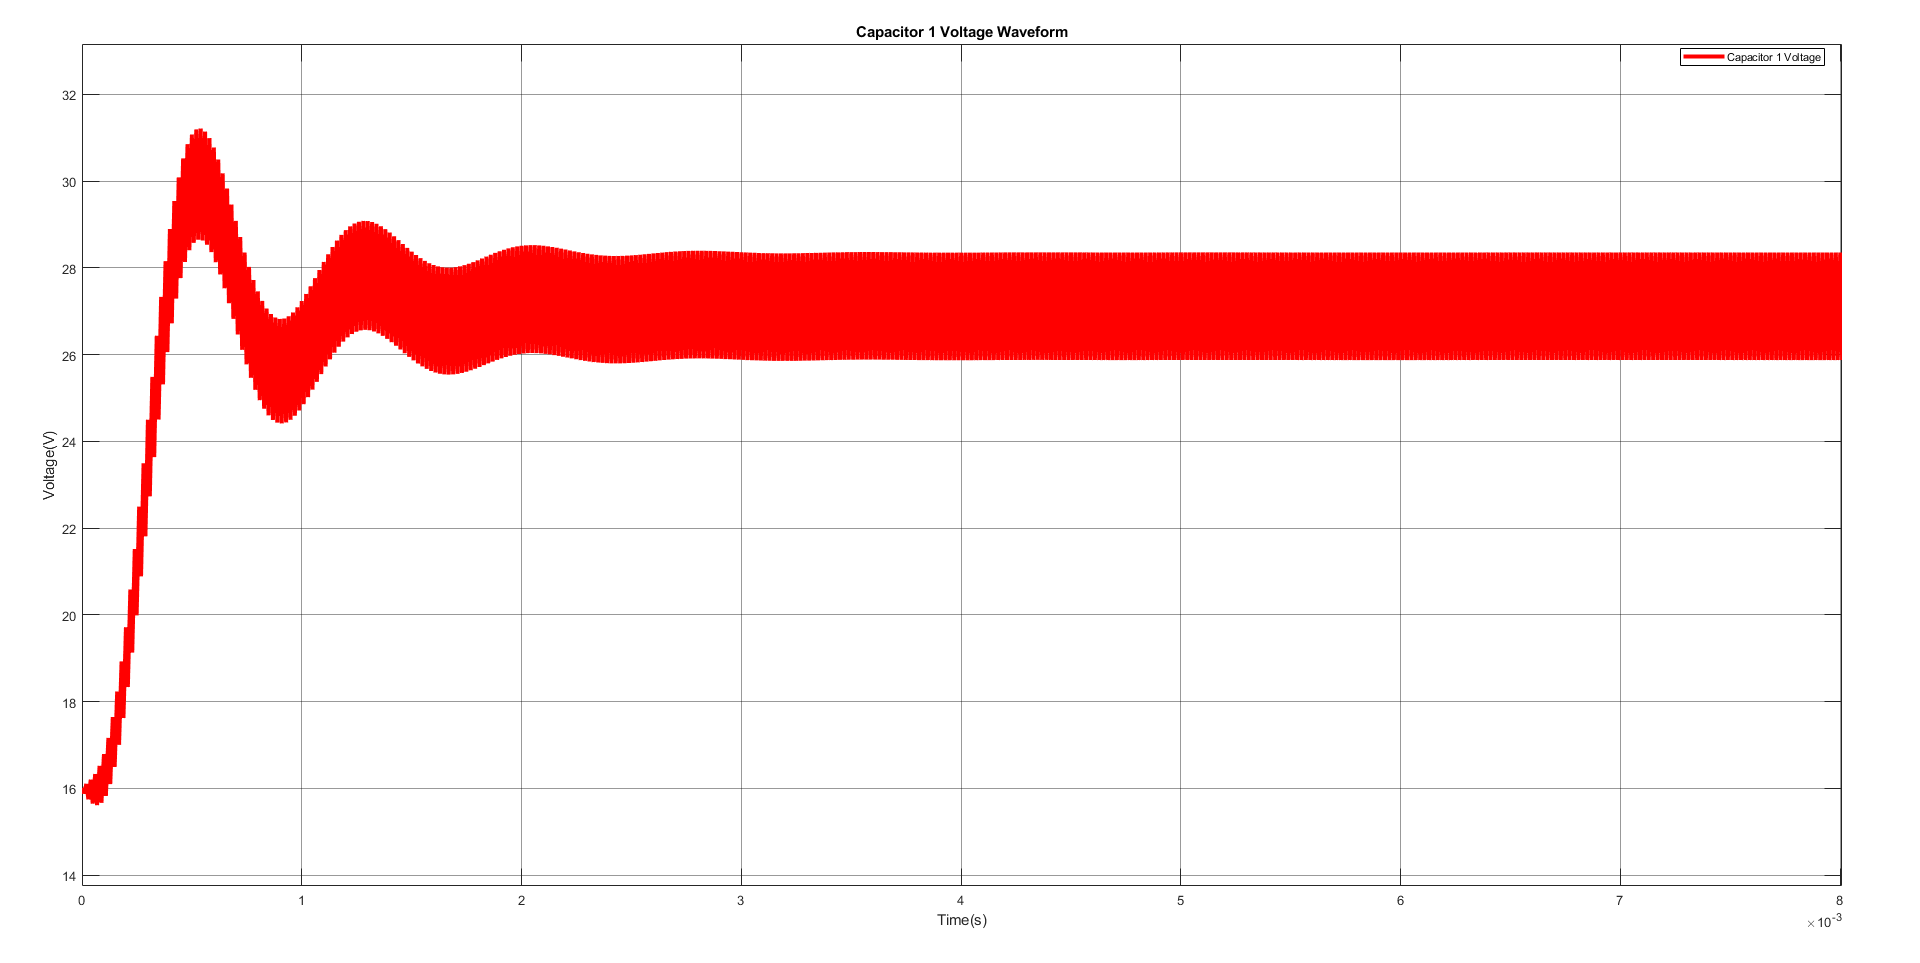 Capacitor 1 Voltage Waveform
Capacitor 1 Voltage
32
30
28
26
24
22
20
18
16
14
Voltage(V)
0 1 2 3 4 5 6 7 8
Time(s)
×10-3